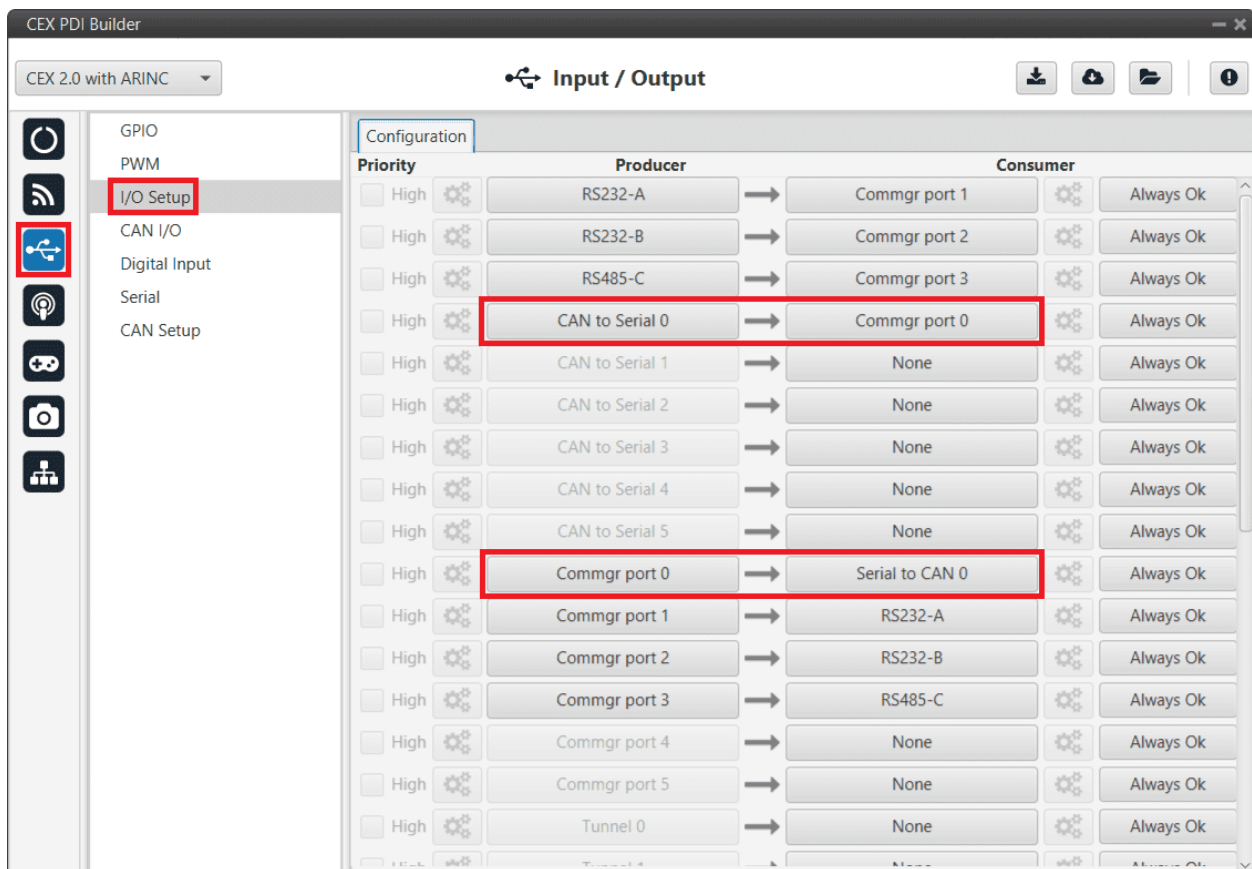 CEX PDI Builder
CEX 2.0 with ARINC
Input / Output
GPIO
PWM
I/O Setup
CAN I/O
Digital Input
Serial
CAN Setup
Configuration
Priority Producer Consumer
High RS232-A Commgr port 1 Always Ok
High RS232-B Commgr port 2 Always Ok
High RS485-C Commgr port 3 Always Ok
High CAN to Serial 0 Commgr port 0 Always Ok
High CAN to Serial 1 None Always Ok
High CAN to Serial 2 None Always Ok
High CAN to Serial 3 None Always Ok
High CAN to Serial 4 None Always Ok
High CAN to Serial 5 None Always Ok
High Commgr port 0 Serial to CAN 0 Always Ok
High Commgr port 1 RS232-A Always Ok
High Commgr port 2 RS232-B Always Ok
High Commgr port 3 RS485-C Always Ok
High Commgr port 4 None Always Ok
High Commgr port 5 None Always Ok
High Tunnel 0 None Always Ok